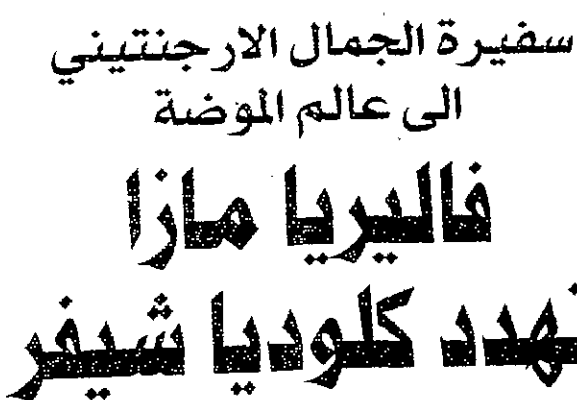 سفيرة الجمال الارجنتيني
الى عالم الموضة
فاليريا مازا
تهدد كلوديا شيفر